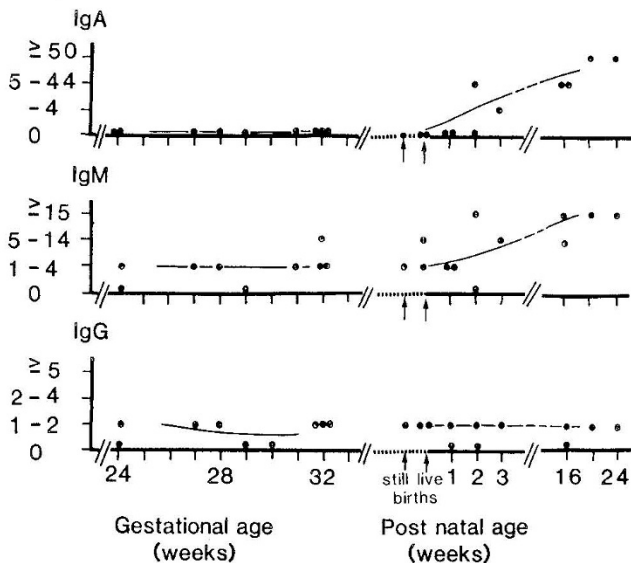 IgA
≥ 50
5 - 44
- 4
0
IgM
≥ 15
5 - 14
1 - 4
0
IgG
≥ 5
2 - 4
1 - 2
0
24 28 32 still live births 1 2 3 16 24
Gestational age (weeks)
Post natal age (weeks)